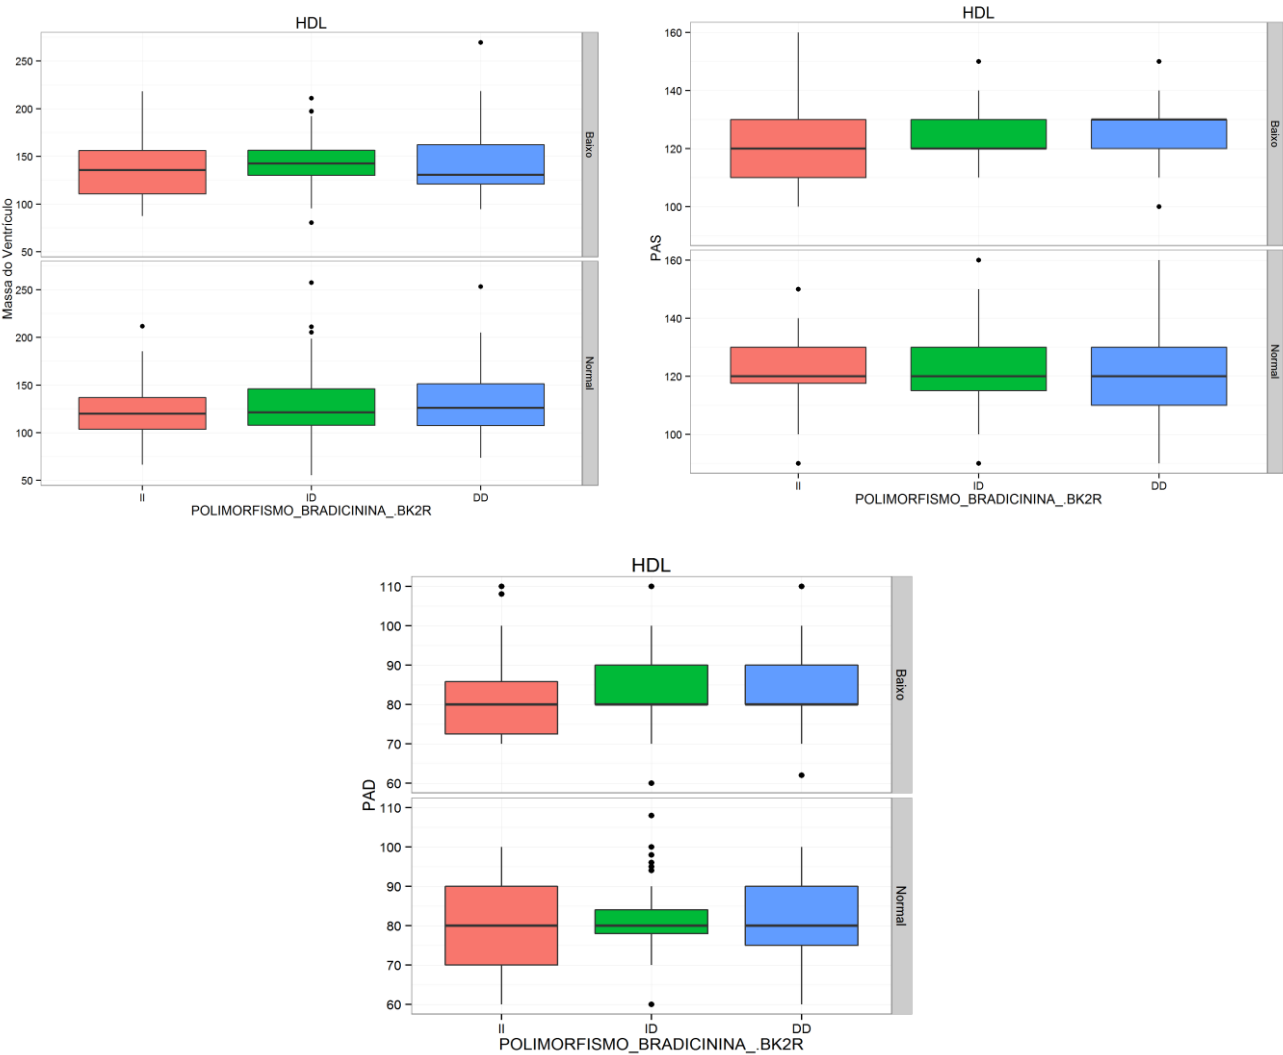 HDL
Massa do Ventrículo
250
200
150
100
50
Baixo
250
200
150
100
50
Normal
II ID DD
POLIMORFISMO_BRADICININA_.BK2R
HDL
PAS
160
140
120
100
Baixo
160
140
120
100
Normal
II ID DD
POLIMORFISMO_BRADICININA_.BK2R
HDL
PAD
110
100
90
80
70
60
Baixo
110
100
90
80
70
60
Normal
II ID DD
POLIMORFISMO_BRADICININA_.BK2R